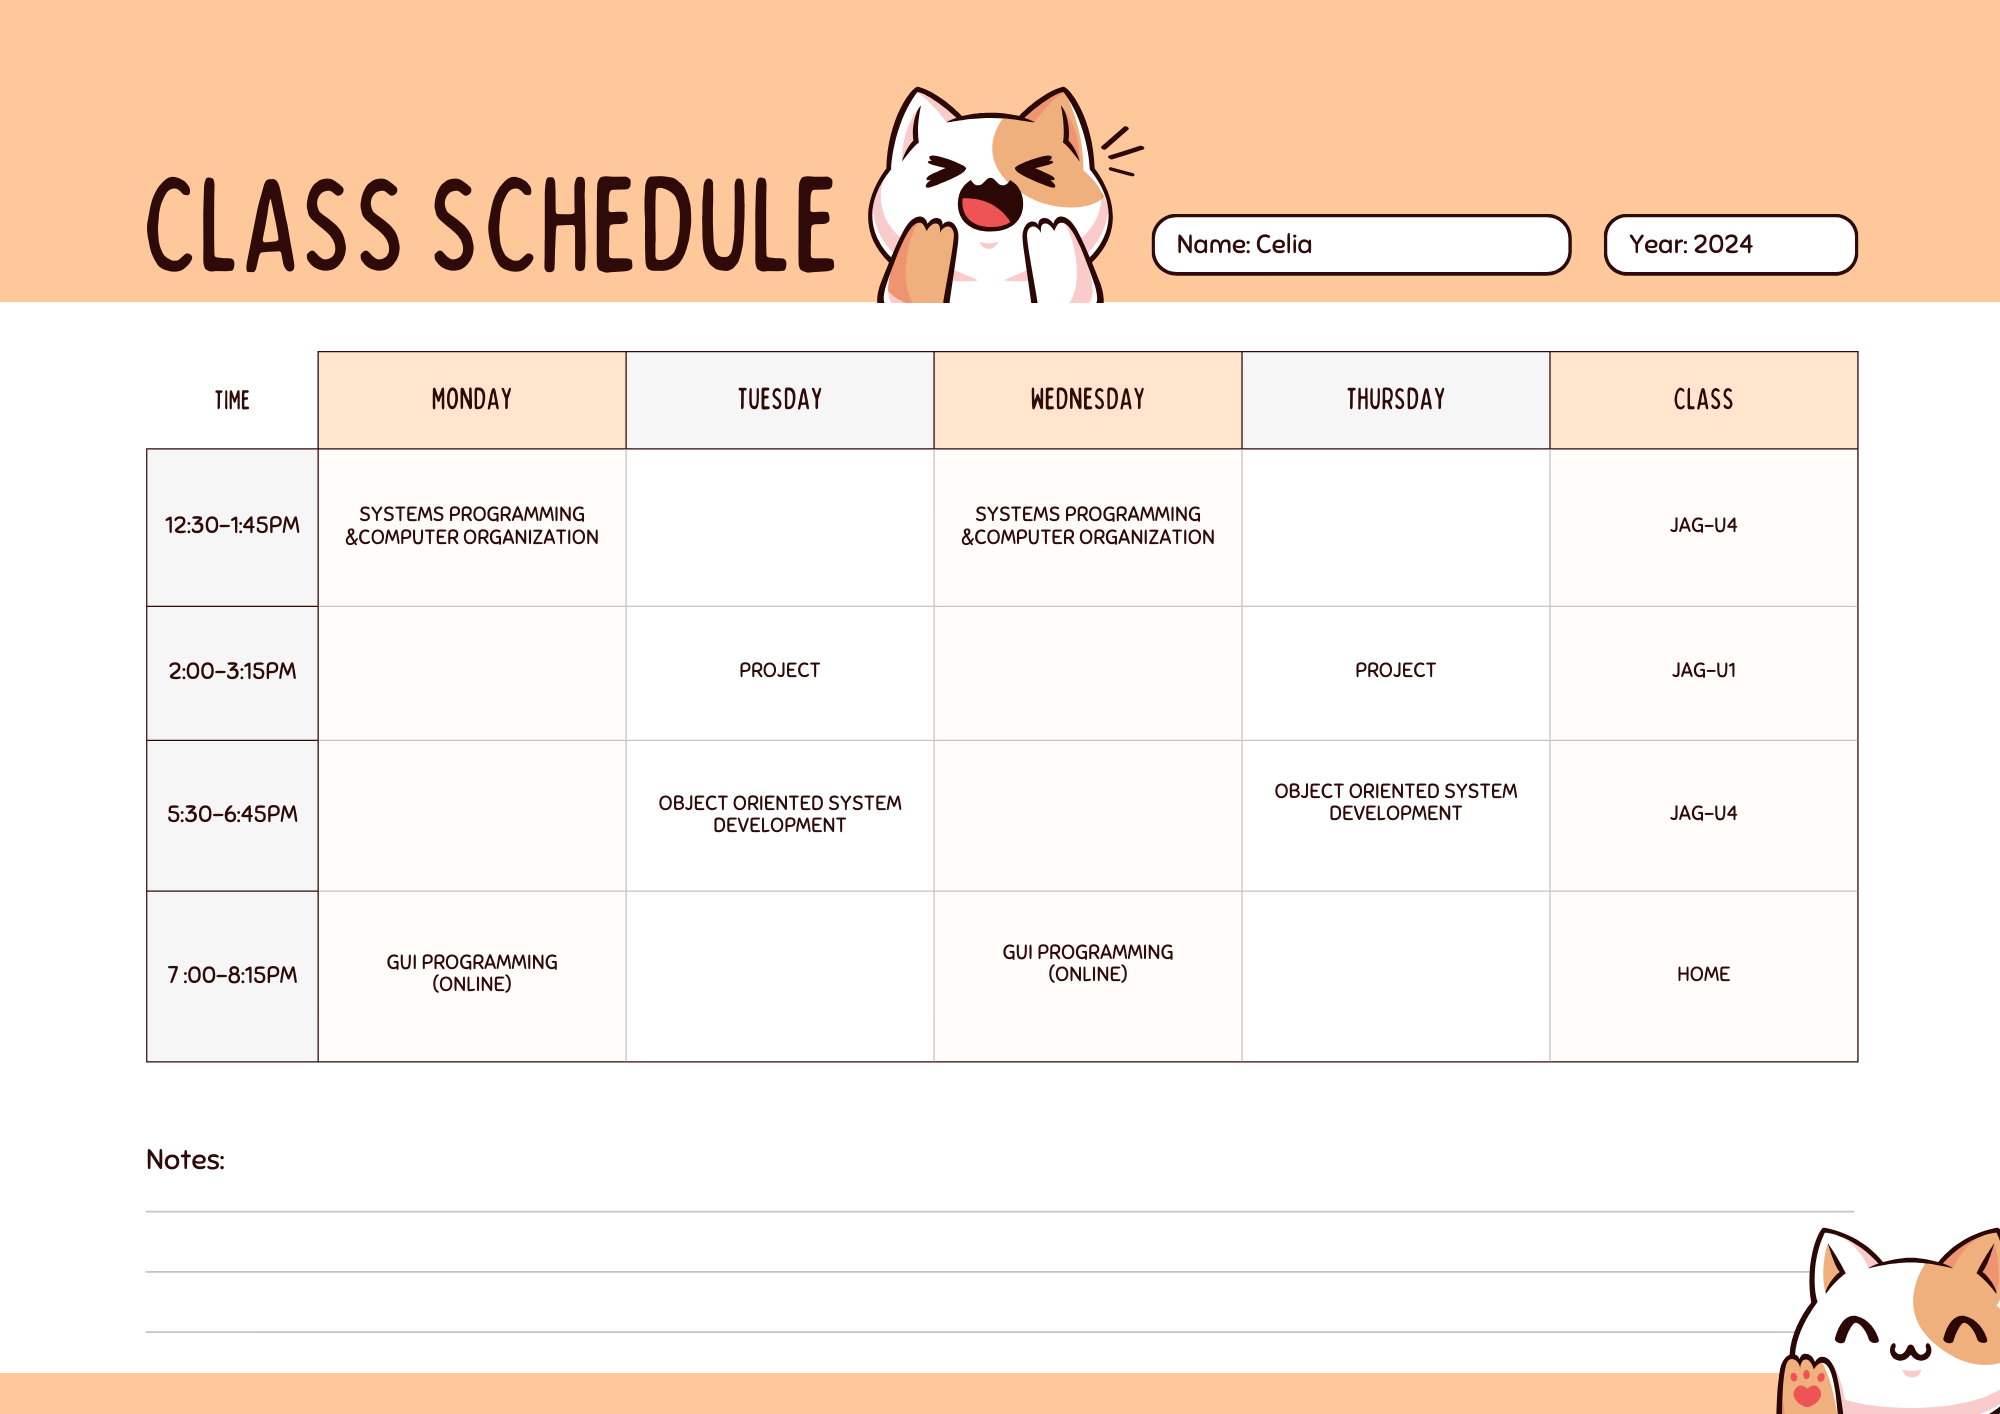 CLASS SCHEDULE
Name: Celia
Year: 2024
TIME
MONDAY
TUESDAY
WEDNESDAY
THURSDAY
CLASS
12:30-1:45PM
SYSTEMS PROGRAMMING
&COMPUTER ORGANIZATION
SYSTEMS PROGRAMMING
&COMPUTER ORGANIZATION
JAG-U4
2:00-3:15PM
PROJECT
PROJECT
JAG-U1
5:30-6:45PM
OBJECT ORIENTED SYSTEM
DEVELOPMENT
OBJECT ORIENTED SYSTEM
DEVELOPMENT
JAG-U4
7 :00-8:15PM
GUI PROGRAMMING
(ONLINE)
GUI PROGRAMMING
(ONLINE)
HOME
Notes: